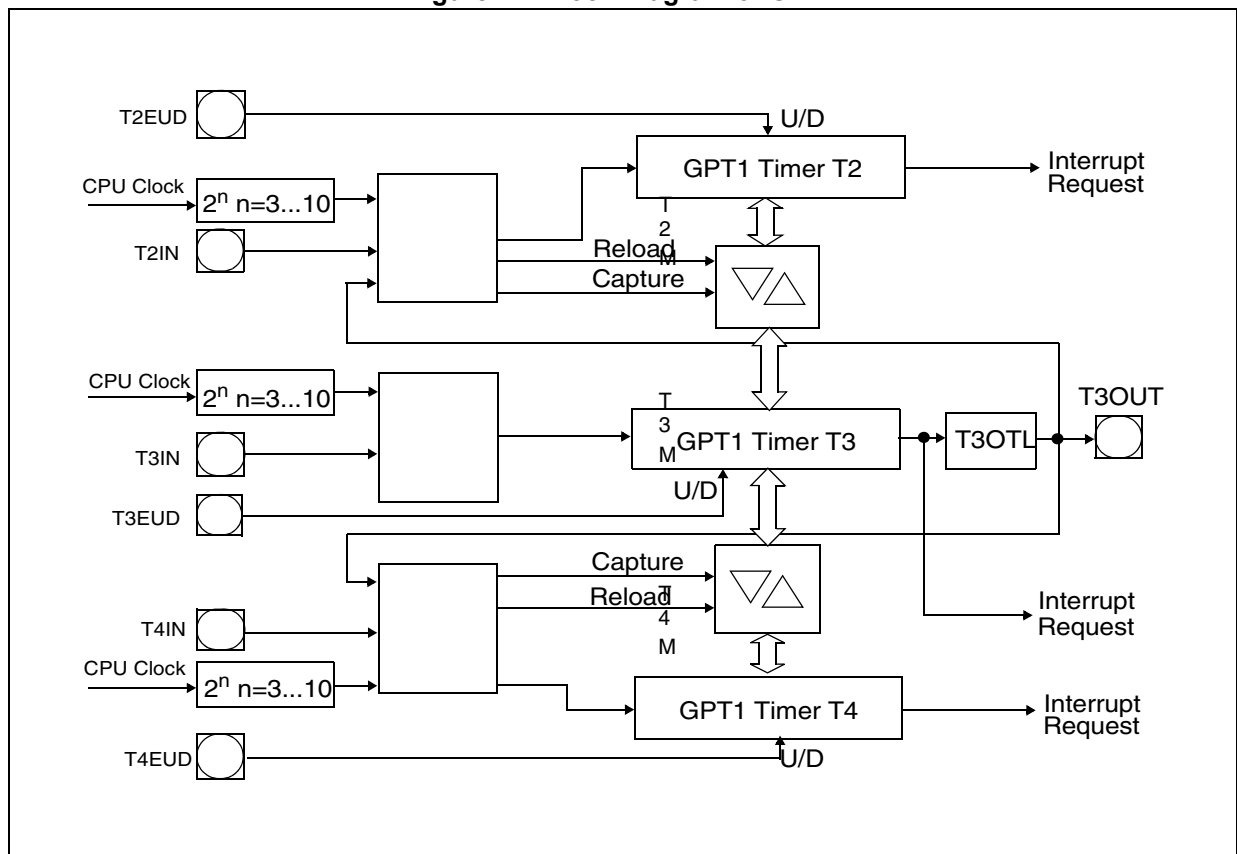 T2EUD
U/D
GPT1 Timer T2
Interrupt
Request
CPU Clock
2ⁿ n=3...10
T2IN
T
2
M
Reload
Capture
CPU Clock
2ⁿ n=3...10
T3IN
T3EUD
T
3
M
GPT1 Timer T3
U/D
T3OTL
T3OUT
Capture
Reload
T
4
M
Interrupt
Request
T4IN
CPU Clock
2ⁿ n=3...10
GPT1 Timer T4
Interrupt
Request
T4EUD
U/D